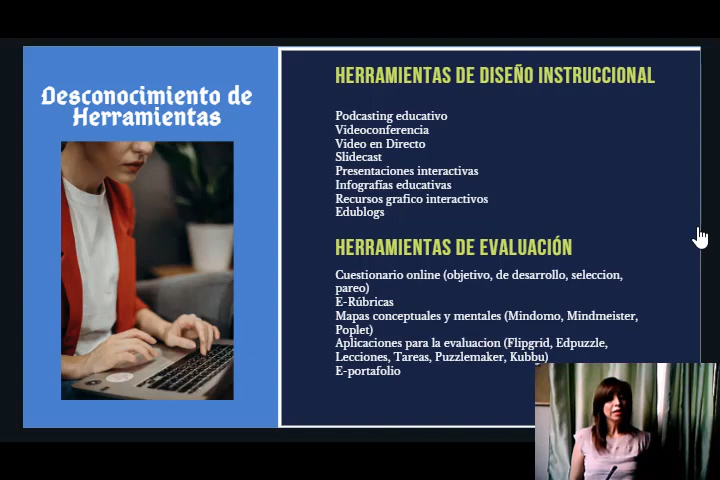 Desconocimiento de
Herramientas
HERRAMIENTAS DE DISEÑO INSTRUCCIONAL
Podcasting educativo
Videoconferencia
Video en Directo
Slidecast
Presentaciones interactivas
Infografías educativas
Recursos grafico interactivos
Edublogs
HERRAMIENTAS DE EVALUACIÓN
Cuestionario online (objetivo, de desarrollo, seleccion,
pareo)
E-Rúbricas
Mapas conceptuales y mentales (Mindomo, Mindmeister,
Poplet)
Aplicaciones para la evaluacion (Flipgrid, Edpuzzle,
Lecciones, Tareas, Puzzlemaker, Kubbu)
E-portafolio